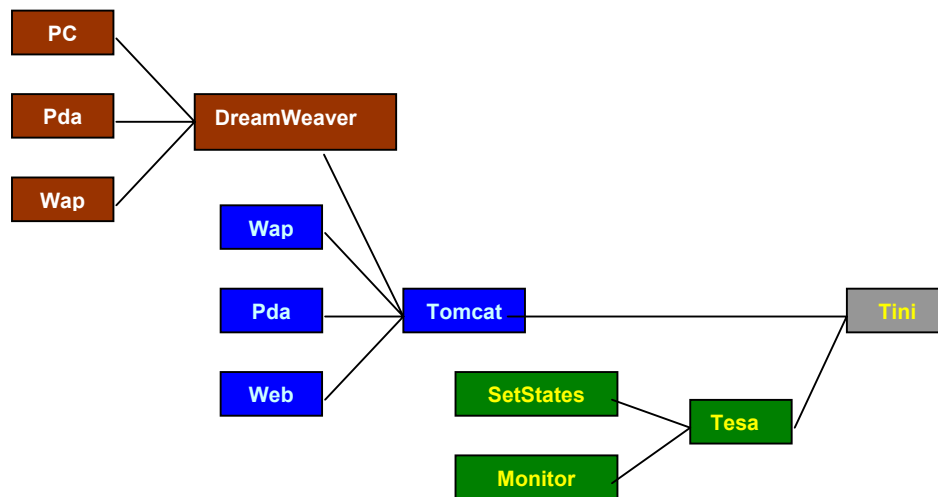 PC
Pda
DreamWeaver
Wap
Wap
Pda
Tomcat
Tini
Web
SetStates
Tesa
Monitor